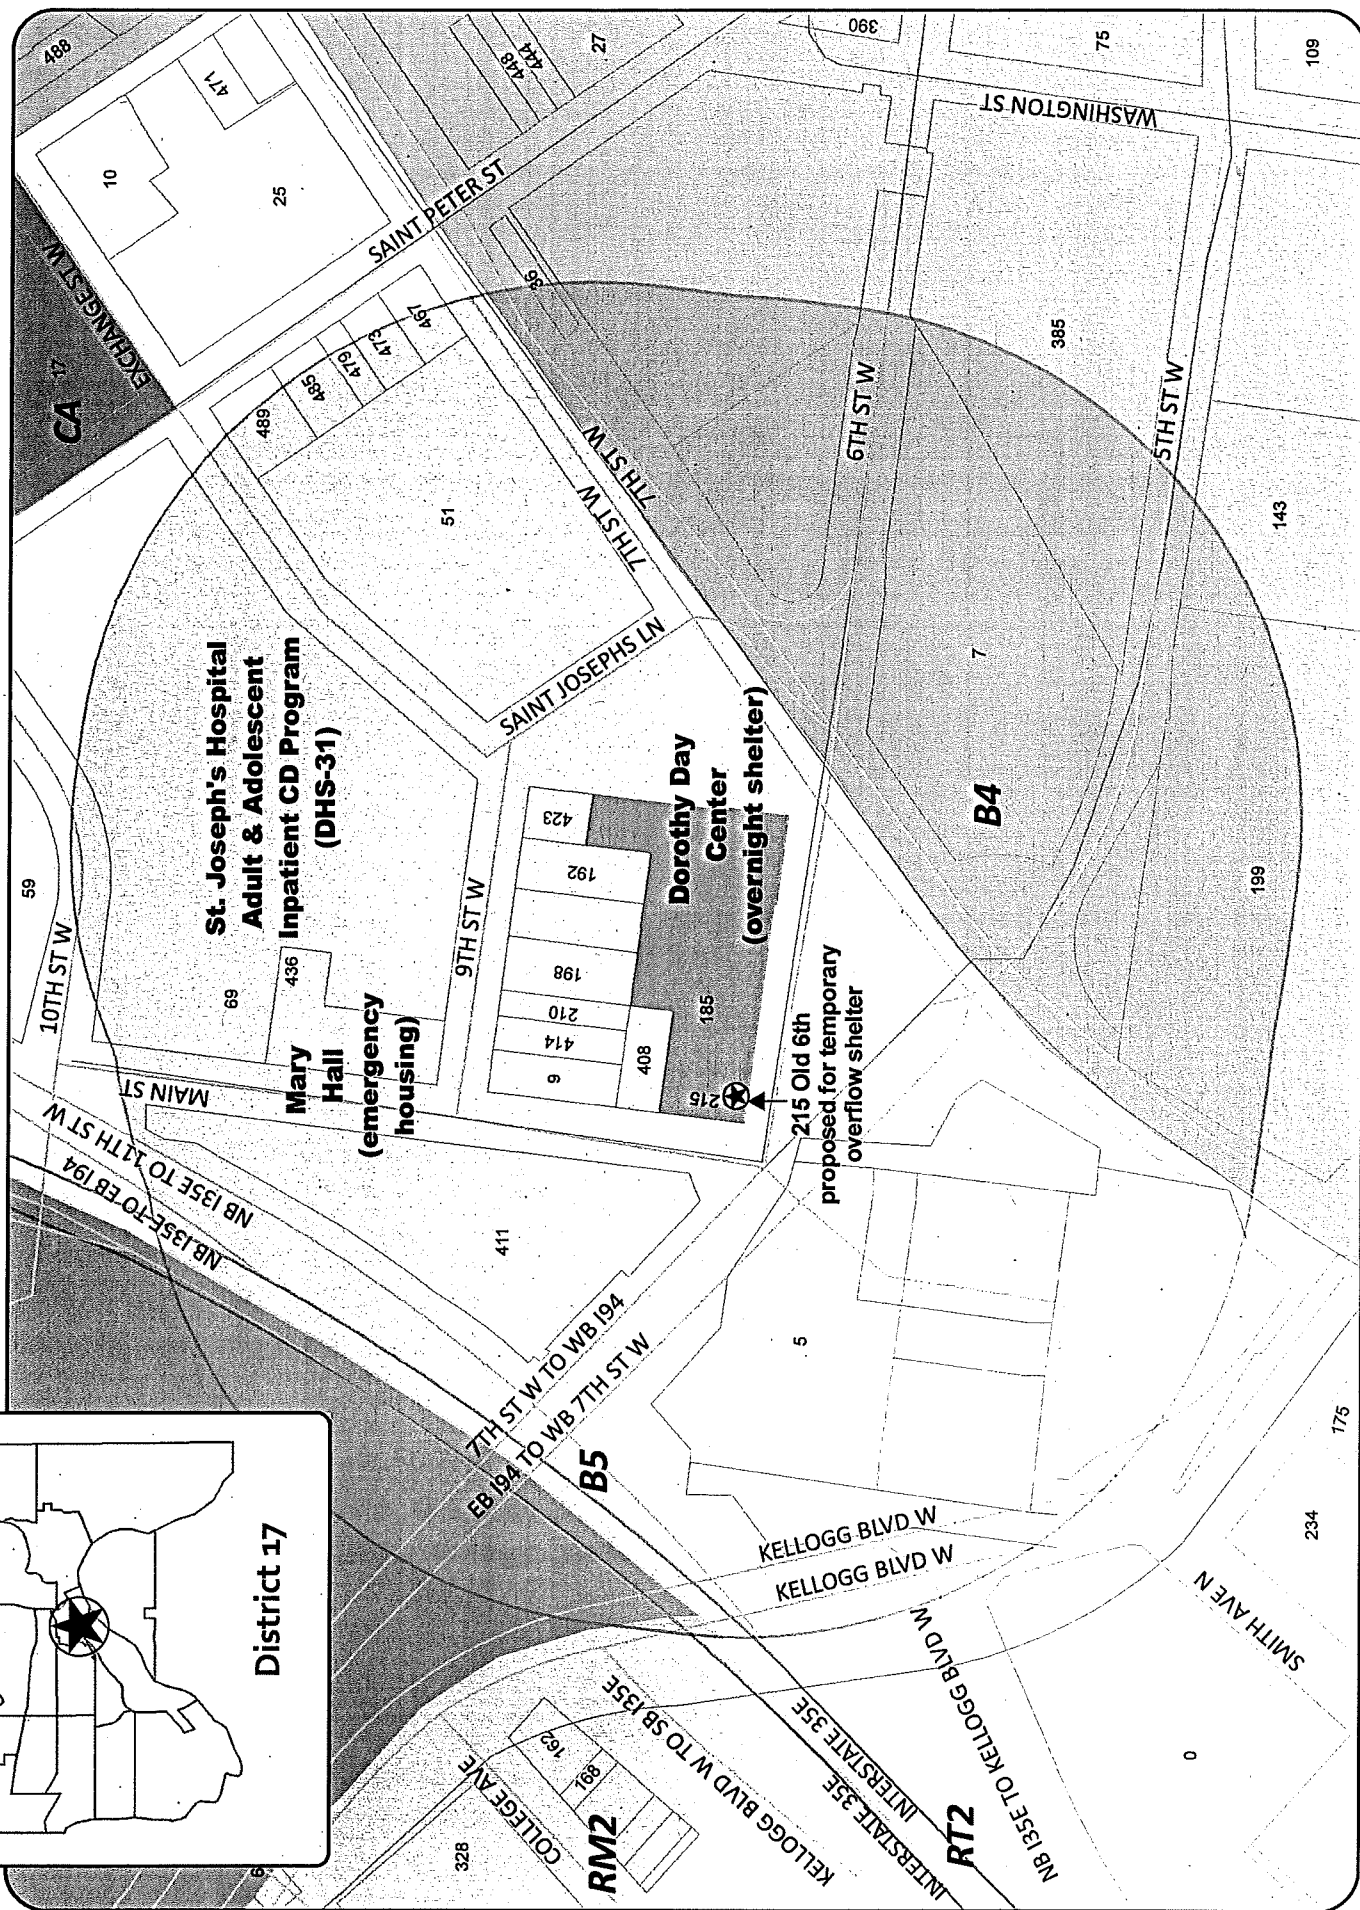 District 17
488
471
10
25
EXCHANGE ST W
17
CA
SAINT PETER ST
448
444
27
390
75
109
WASHINGTON ST
36
467
473
479
485
489
51
7TH ST W
7TH ST W
6TH ST W
385
5TH ST W
143
59
10TH ST W
St. Joseph's Hospital
Adult & Adolescent
Inpatient CD Program
(DHS-31)
SAINT JOSEPHS LN
69
436
9TH ST W
Mary
Hall
(emergency
housing)
MAIN ST
423
192
198
210
414
6
408
185
215
Dorothy Day
Center
(overnight shelter)
215 Old 6th
proposed for temporary
overflow shelter
7
B4
199
NB I35E TO 11TH ST W
NB I35E TO EB I94
411
7TH ST W TO WB I94
EB I94 TO WB 7TH ST W
B5
5
KELLOGG BLVD W
KELLOGG BLVD W
175
234
SMITH AVE N
COLLEGE AVE
162
168
328
RM2
KELLOGG BLVD W TO SB I35E
INTERSTATE 35E
INTERSTATE 35E
RT2
NB I35E TO KELLOGG BLVD W
0